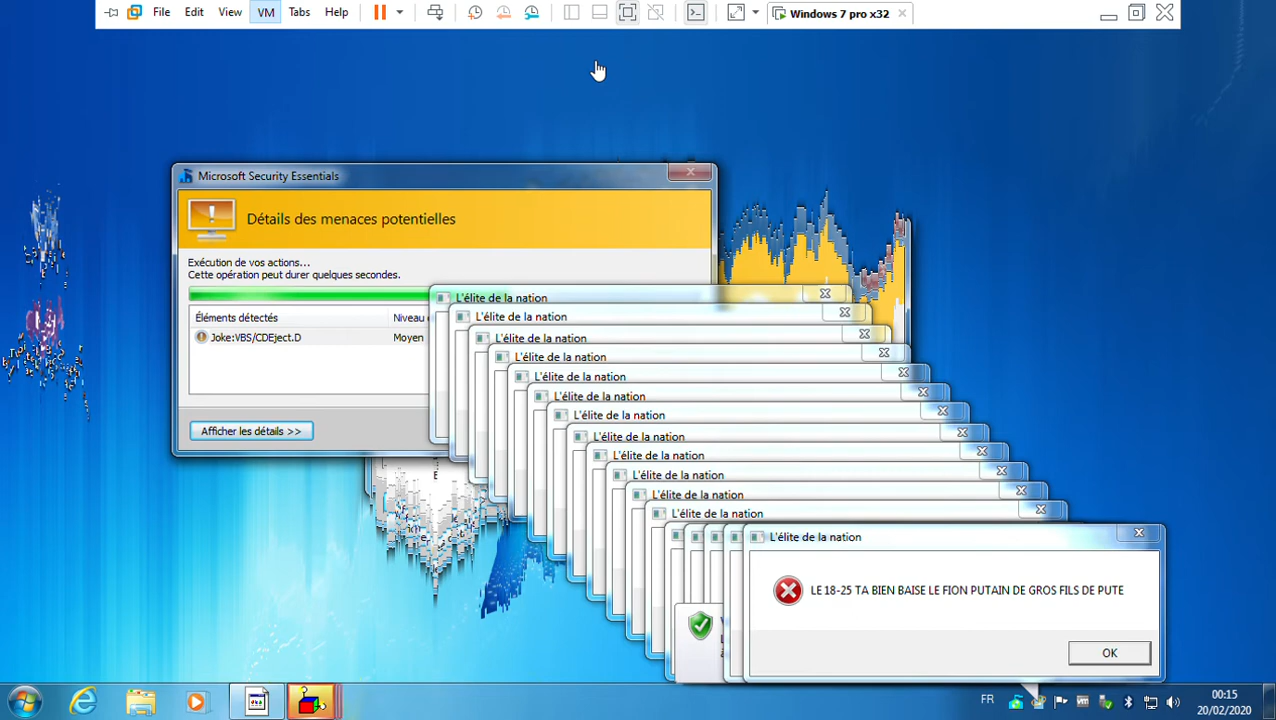 File Edit View VM Tabs Help
Windows 7 pro x32
Microsoft Security Essentials
Détails des menaces potentielles
Exécution de vos actions...
Cette opération peut durer quelques secondes.
Éléments détectés Niveau
Joke:VBS/CDEject.D Moyen
Afficher les détails >>
L'élite de la nation
L'élite de la nation
L'élite de la nation
L'élite de la nation
L'élite de la nation
L'élite de la nation
L'élite de la nation
L'élite de la nation
L'élite de la nation
L'élite de la nation
L'élite de la nation
L'élite de la nation
L'élite de la nation
LE 18-25 TA BIEN BAISE LE FION PUTAIN DE GROS FILS DE PUTE
OK
FR
00:15
20/02/2020